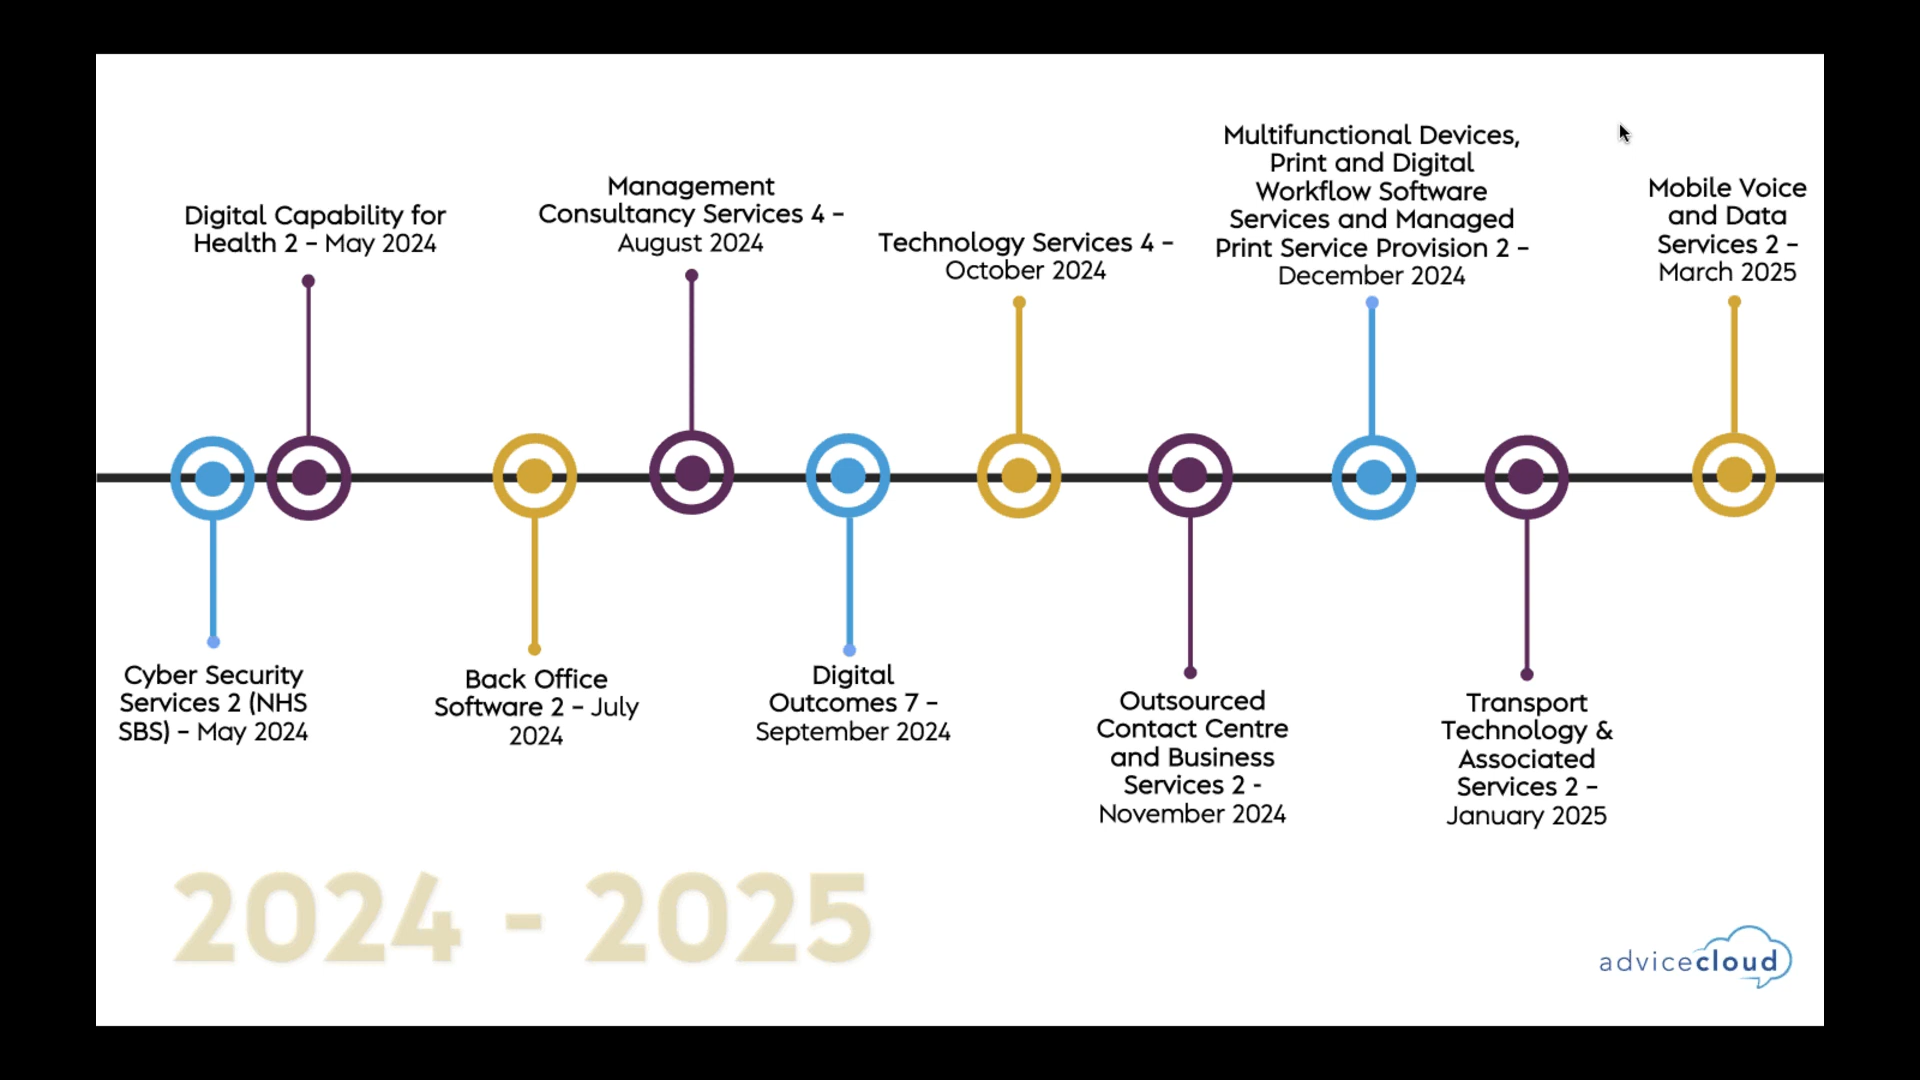 Digital Capability for
Health 2 – May 2024
Management
Consultancy Services 4 –
August 2024
Technology Services 4 –
October 2024
Multifunctional Devices,
Print and Digital
Workflow Software
Services and Managed
Print Service Provision 2 –
December 2024
Mobile Voice
and Data
Services 2 –
March 2025
Cyber Security
Services 2 (NHS
SBS) – May 2024
Back Office
Software 2 – July
2024
Digital
Outcomes 7 –
September 2024
Outsourced
Contact Centre
and Business
Services 2 -
November 2024
Transport
Technology &
Associated
Services 2 –
January 2025
2024 - 2025
advicecloud